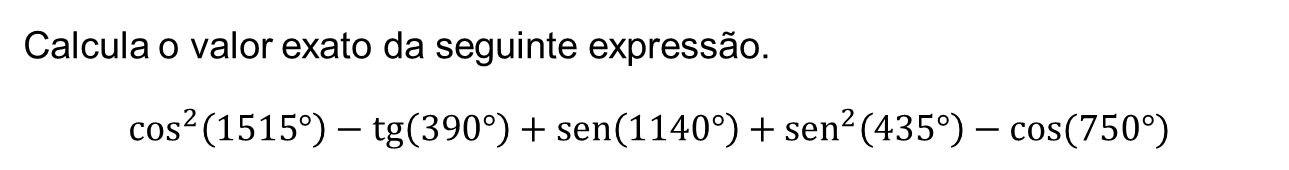 Calcula o valor exato da seguinte expressão.
cos²(1515°) − tg(390°) + sen(1140°) + sen²(435°) − cos(750°)